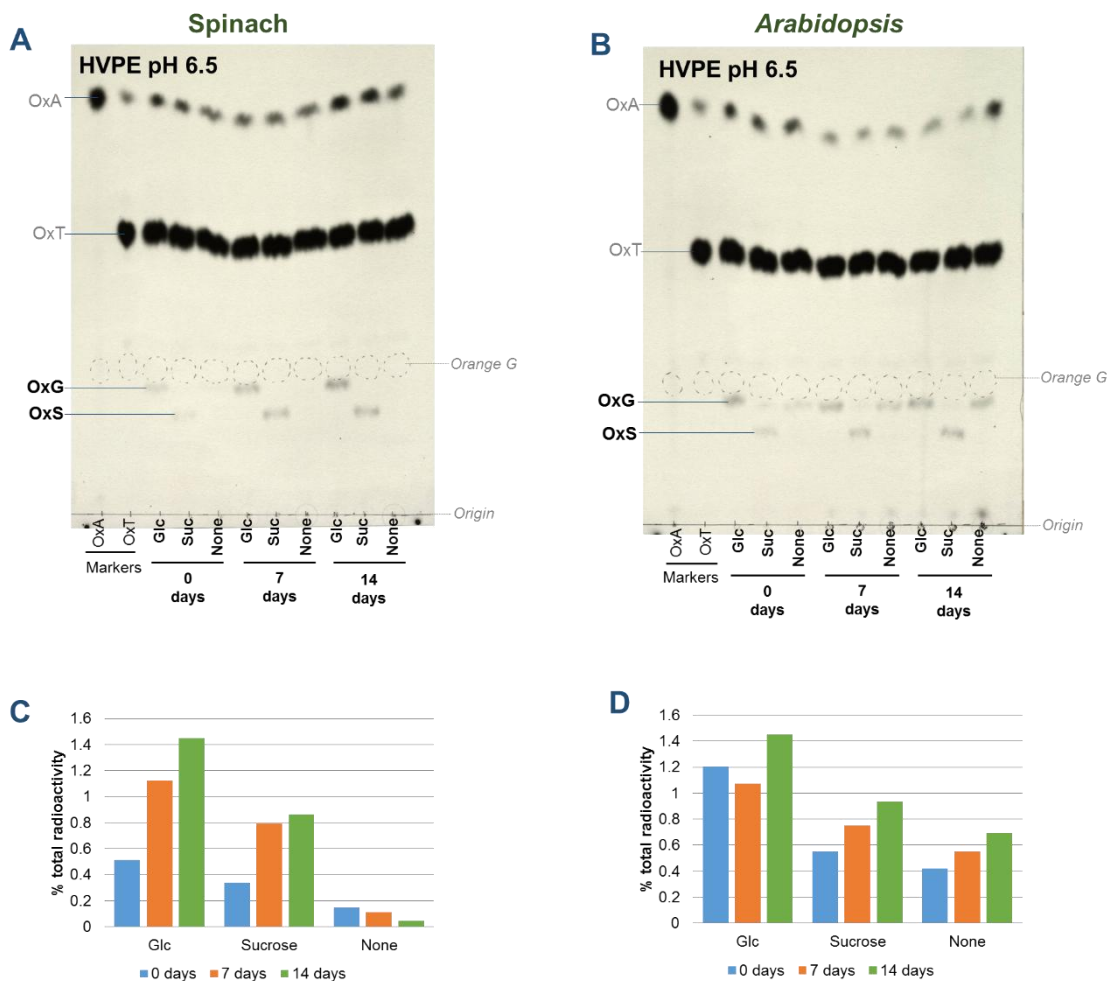 Spinach
A
HVPE pH 6.5
OxA
OxT
Orange G
OxG
OxS
Origin
OxA OxT Glc Suc None Glc Suc None Glc Suc None
Markers
0 days
7 days
14 days
Arabidopsis
B
HVPE pH 6.5
OxA
OxT
Orange G
OxG
OxS
Origin
OxA OxT Glc Suc None Glc Suc None Glc Suc None
Markers
0 days
7 days
14 days
C
% total radioactivity
1.6
1.4
1.2
1
0.8
0.6
0.4
0.2
0
Glc Sucrose None
0 days 7 days 14 days
D
% total radioactivity
1.6
1.4
1.2
1
0.8
0.6
0.4
0.2
0
Glc Sucrose None
0 days 7 days 14 days